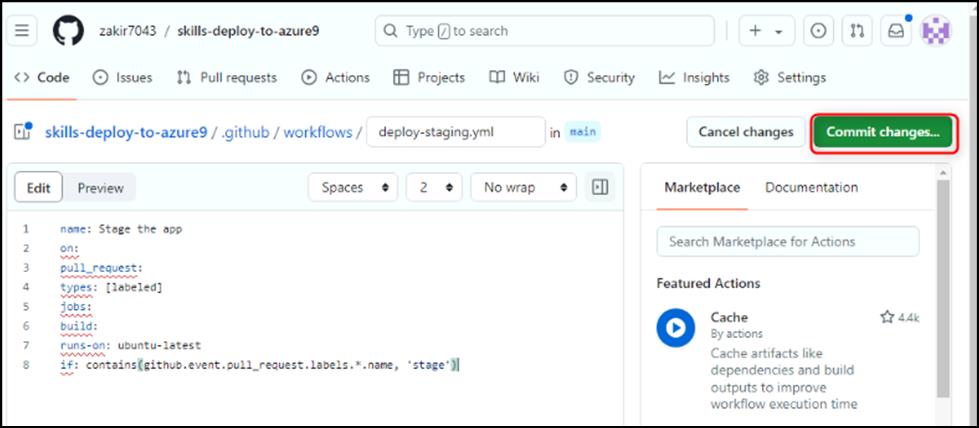 zakir7043 / skills-deploy-to-azure9
Type / to search
Code Issues Pull requests Actions Projects Wiki Security Insights Settings
skills-deploy-to-azure9 / .github / workflows / deploy-staging.yml in main
Cancel changes Commit changes...
Edit Preview Spaces 2 No wrap
1 name: Stage the app
2 on:
3 pull_request:
4 types: [labeled]
5 jobs:
6 build:
7 runs-on: ubuntu-latest
8 if: contains(github.event.pull_request.labels.*.name, 'stage')
Marketplace Documentation
Search Marketplace for Actions
Featured Actions
Cache 4.4k
By actions
Cache artifacts like
dependencies and build
outputs to improve
workflow execution time